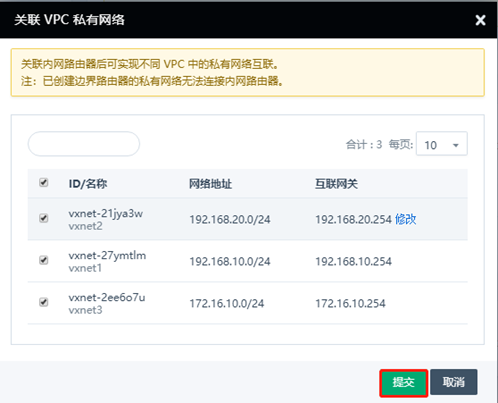 关联 VPC 私有网络
关联内网路由器后可实现不同 VPC 中的私有网络互联。
注：已创建边界路由器的私有网络无法连接内网路由器。
合计：3 每页: 10
ID/名称 网络地址 互联网关
vxnet-21jya3w
vxnet2
192.168.20.0/24 192.168.20.254 修改
vxnet-27ymtlm
vxnet1
192.168.10.0/24 192.168.10.254
vxnet-2ee6o7u
vxnet3
172.16.10.0/24 172.16.10.254
提交 取消